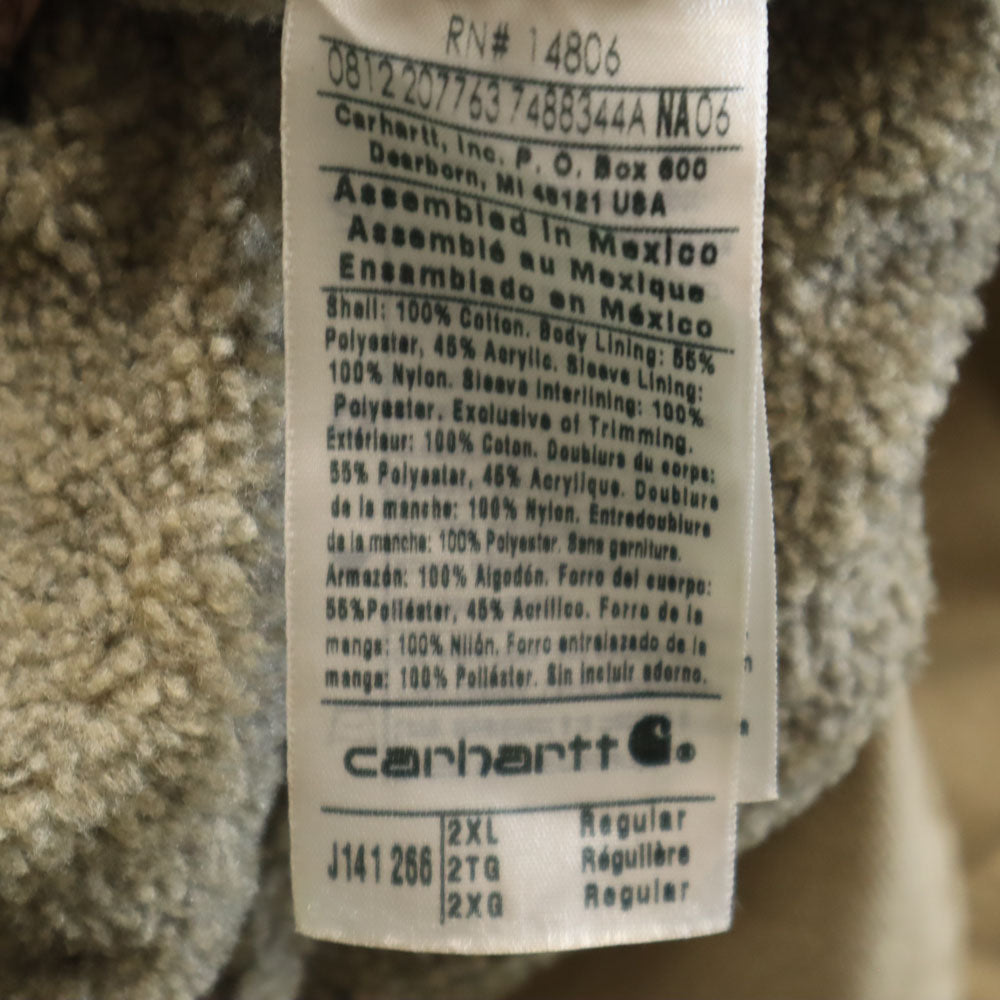 RN# 14806
0812 207763 7488344A NA06
Carhartt, Inc. P. O. Box 600
Dearborn, MI 48121 USA
Assembled in Mexico
Assemblé au Mexique
Ensamblado en México
Shell: 100% Cotton. Body Lining: 55%
Polyester, 45% Acrylic. Sleeve Lining:
100% Nylon. Sleeve Interlining: 100%
Polyester. Exclusive of Trimming.
Extérieur: 100% Coton. Doublure du corps:
55% Polyester, 45% Acrylique. Doublure
de la manche: 100% Nylon. Entredoublure
de la manche: 100% Polyester. Sans garniture.
Armazón: 100% Algodón. Forro del cuerpo:
55%Poliéster, 45% Acrílico. Forro de la
manga: 100% Nilón. Forro entrelazado de la
manga: 100% Poliéster. Sin incluir adorno.
carhartt ®
J141 266
2XL Regular
2TG Régulière
2XG Regular